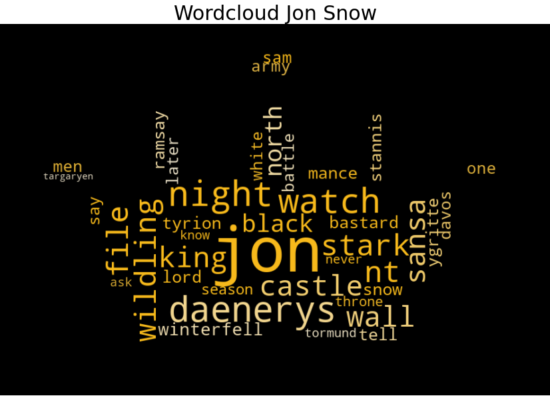 Wordcloud Jon Snow
sam
army
ramsay
later
white
north
battle
stannis
mance
men
targaryen
one
night
watch
say
file
wildling
tyrion
black
bastard
know
jon
stark
sansa
ygritte
davos
king
never
nt
ask
lord
season
castle
snow
daenerys
throne
wall
winterfell
tormund
tell